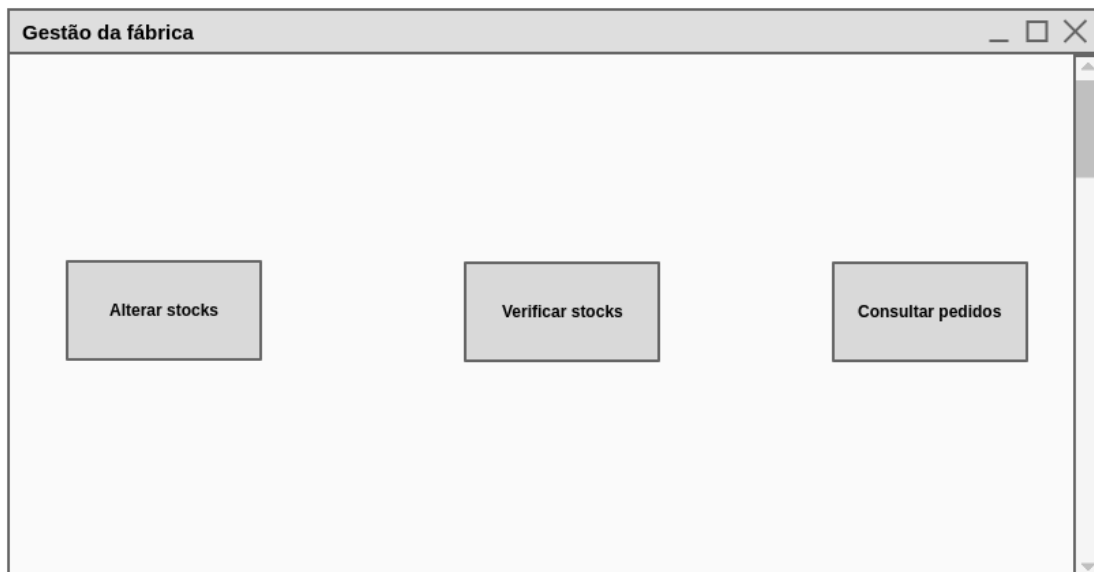 Gestão da fábrica
Alterar stocks
Verificar stocks
Consultar pedidos